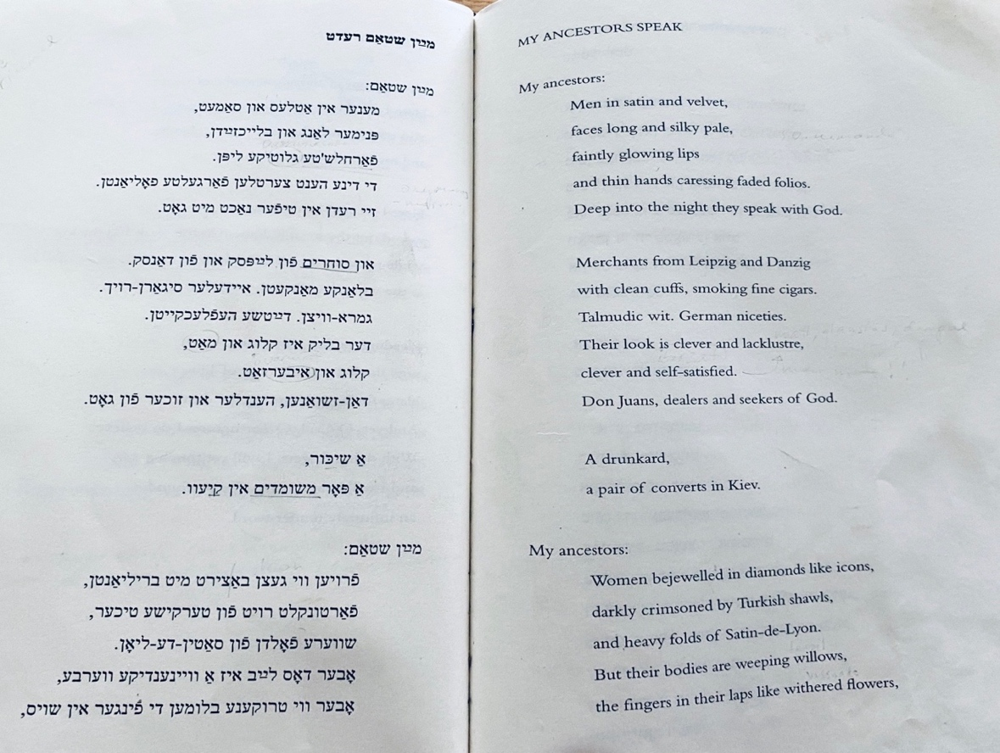 מײַן שטאַם רעדט
מײַן שטאַם:
מענער אין אַטלעס און סאַמעט,
פּנימער לאַנג און בלייכזײַדן,
פֿאַרחלשׁ'טע גלוטיקע ליפּן.
די דינע הענט צערטלען פֿאַרגעלטע פֿאָליאַנטן.
זיי רעדן אין טיפֿער נאַכט מיט גאָט.
און סוחרים פֿון לײַפּסק און פֿון דאַנסק.
בלאַנקע מאַנקעטן. איידעלער סיגאַרן-רויך.
גמרא-וויצן. דײַטשע העפֿלעכקייטן.
דער בליק איז קלוג און מאַט,
קלוג און איבערזאַט.
דאָן-זשואַנען, הענדלער און זוכער פֿון גאָט.
אַ שיכּור,
אַ פּאָר משומדים אין קיִעוו.
מײַן שטאַם:
פֿרויען ווי געצן באַצירט מיט בריליאַנטן,
פֿאַרטונקלט רויט פֿון טערקישע טיכער,
שווערע פֿאַלדן פֿון סאַטין-דע-ליאָן.
אָבער דאָס לײַב איז אַ וויינענדיקע ווערבע,
אָבער ווי טרוקענע בלומען די פֿינגער אין שויס,
MY ANCESTORS SPEAK
My ancestors:
Men in satin and velvet,
faces long and silky pale,
faintly glowing lips
and thin hands caressing faded folios.
Deep into the night they speak with God.
Merchants from Leipzig and Danzig
with clean cuffs, smoking fine cigars.
Talmudic wit. German niceties.
Their look is clever and lacklustre,
clever and self-satisfied.
Don Juans, dealers and seekers of God.
A drunkard,
a pair of converts in Kiev.
My ancestors:
Women bejewelled in diamonds like icons,
darkly crimsoned by Turkish shawls,
and heavy folds of Satin-de-Lyon.
But their bodies are weeping willows,
the fingers in their laps like withered flowers,